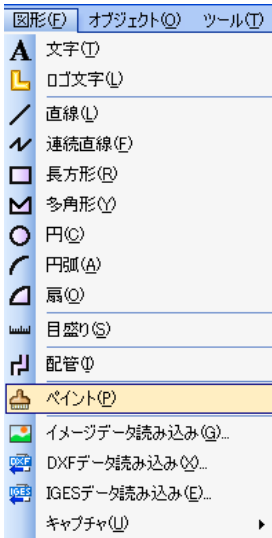 図形(F) オブジェクト(O) ツール(T)
文字(T)
ロゴ文字(L)
直線(L)
連続直線(F)
長方形(R)
多角形(Y)
円(C)
円弧(A)
扇(O)
目盛り(S)
配管(I)
ペイント(P)
イメージデータ読み込み(G)...
DXFデータ読み込み(X)...
IGESデータ読み込み(E)...
キャプチャ(U)